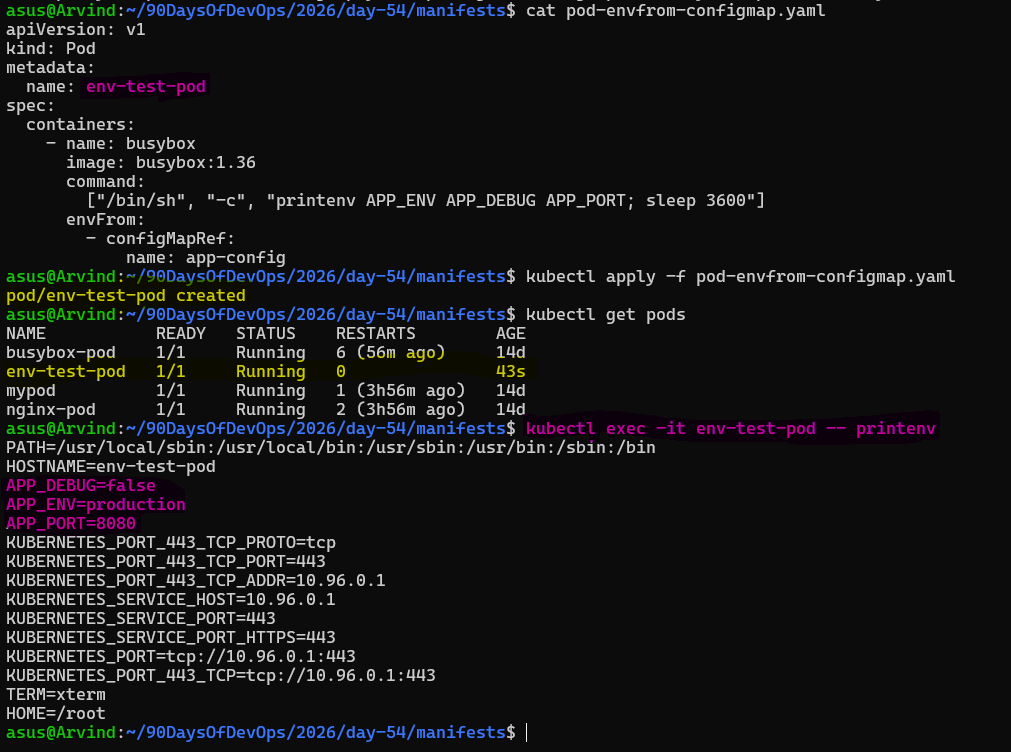 asus@Arvind:~/90DaysOfDevOps/2026/day-54/manifests$ cat pod-envfrom-configmap.yaml
apiVersion: v1
kind: Pod
metadata:
  name: env-test-pod
spec:
  containers:
    - name: busybox
      image: busybox:1.36
      command:
        ["/bin/sh", "-c", "printenv APP_ENV APP_DEBUG APP_PORT; sleep 3600"]
      envFrom:
        - configMapRef:
            name: app-config
asus@Arvind:~/90DaysOfDevOps/2026/day-54/manifests$ kubectl apply -f pod-envfrom-configmap.yaml
pod/env-test-pod created
asus@Arvind:~/90DaysOfDevOps/2026/day-54/manifests$ kubectl get pods
NAME           READY   STATUS    RESTARTS        AGE
busybox-pod    1/1     Running   6 (56m ago)     14d
env-test-pod   1/1     Running   0               43s
mypod          1/1     Running   1 (3h56m ago)   14d
nginx-pod      1/1     Running   2 (3h56m ago)   14d
asus@Arvind:~/90DaysOfDevOps/2026/day-54/manifests$ kubectl exec -it env-test-pod -- printenv
PATH=/usr/local/sbin:/usr/local/bin:/usr/sbin:/usr/bin:/sbin:/bin
HOSTNAME=env-test-pod
APP_DEBUG=false
APP_ENV=production
APP_PORT=8080
KUBERNETES_PORT_443_TCP_PROTO=tcp
KUBERNETES_PORT_443_TCP_PORT=443
KUBERNETES_PORT_443_TCP_ADDR=10.96.0.1
KUBERNETES_SERVICE_HOST=10.96.0.1
KUBERNETES_SERVICE_PORT=443
KUBERNETES_SERVICE_PORT_HTTPS=443
KUBERNETES_PORT=tcp://10.96.0.1:443
KUBERNETES_PORT_443_TCP=tcp://10.96.0.1:443
TERM=xterm
HOME=/root
asus@Arvind:~/90DaysOfDevOps/2026/day-54/manifests$